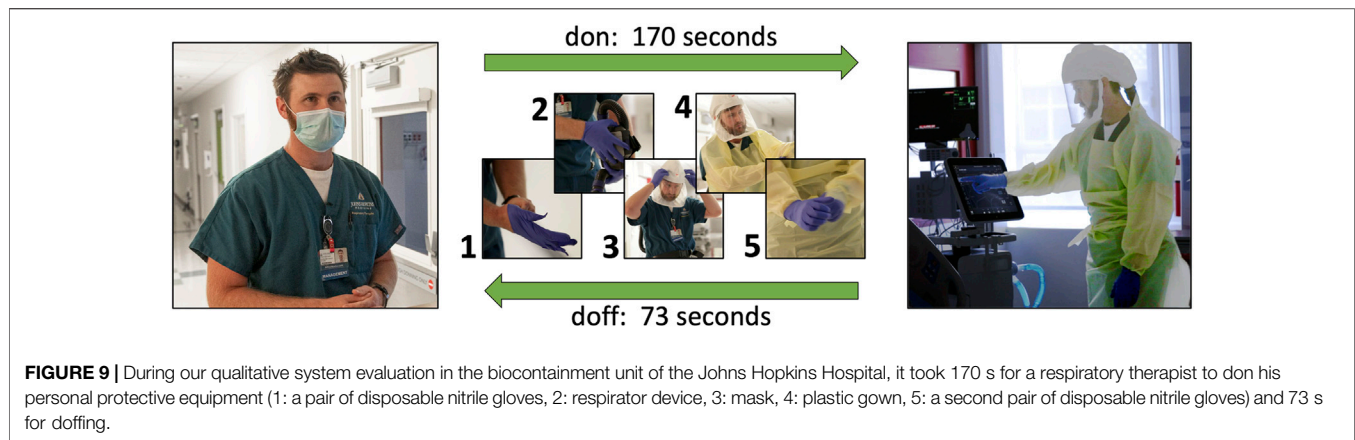 don: 170 seconds
2
4
1
3
5
MANAGEMENT
doff: 73 seconds
FIGURE 9 | During our qualitative system evaluation in the biocontainment unit of the Johns Hopkins Hospital, it took 170 s for a respiratory therapist to don his
personal protective equipment (1: a pair of disposable nitrile gloves, 2: respirator device, 3: mask, 4: plastic gown, 5: a second pair of disposable nitrile gloves) and 73 s
for doffing.